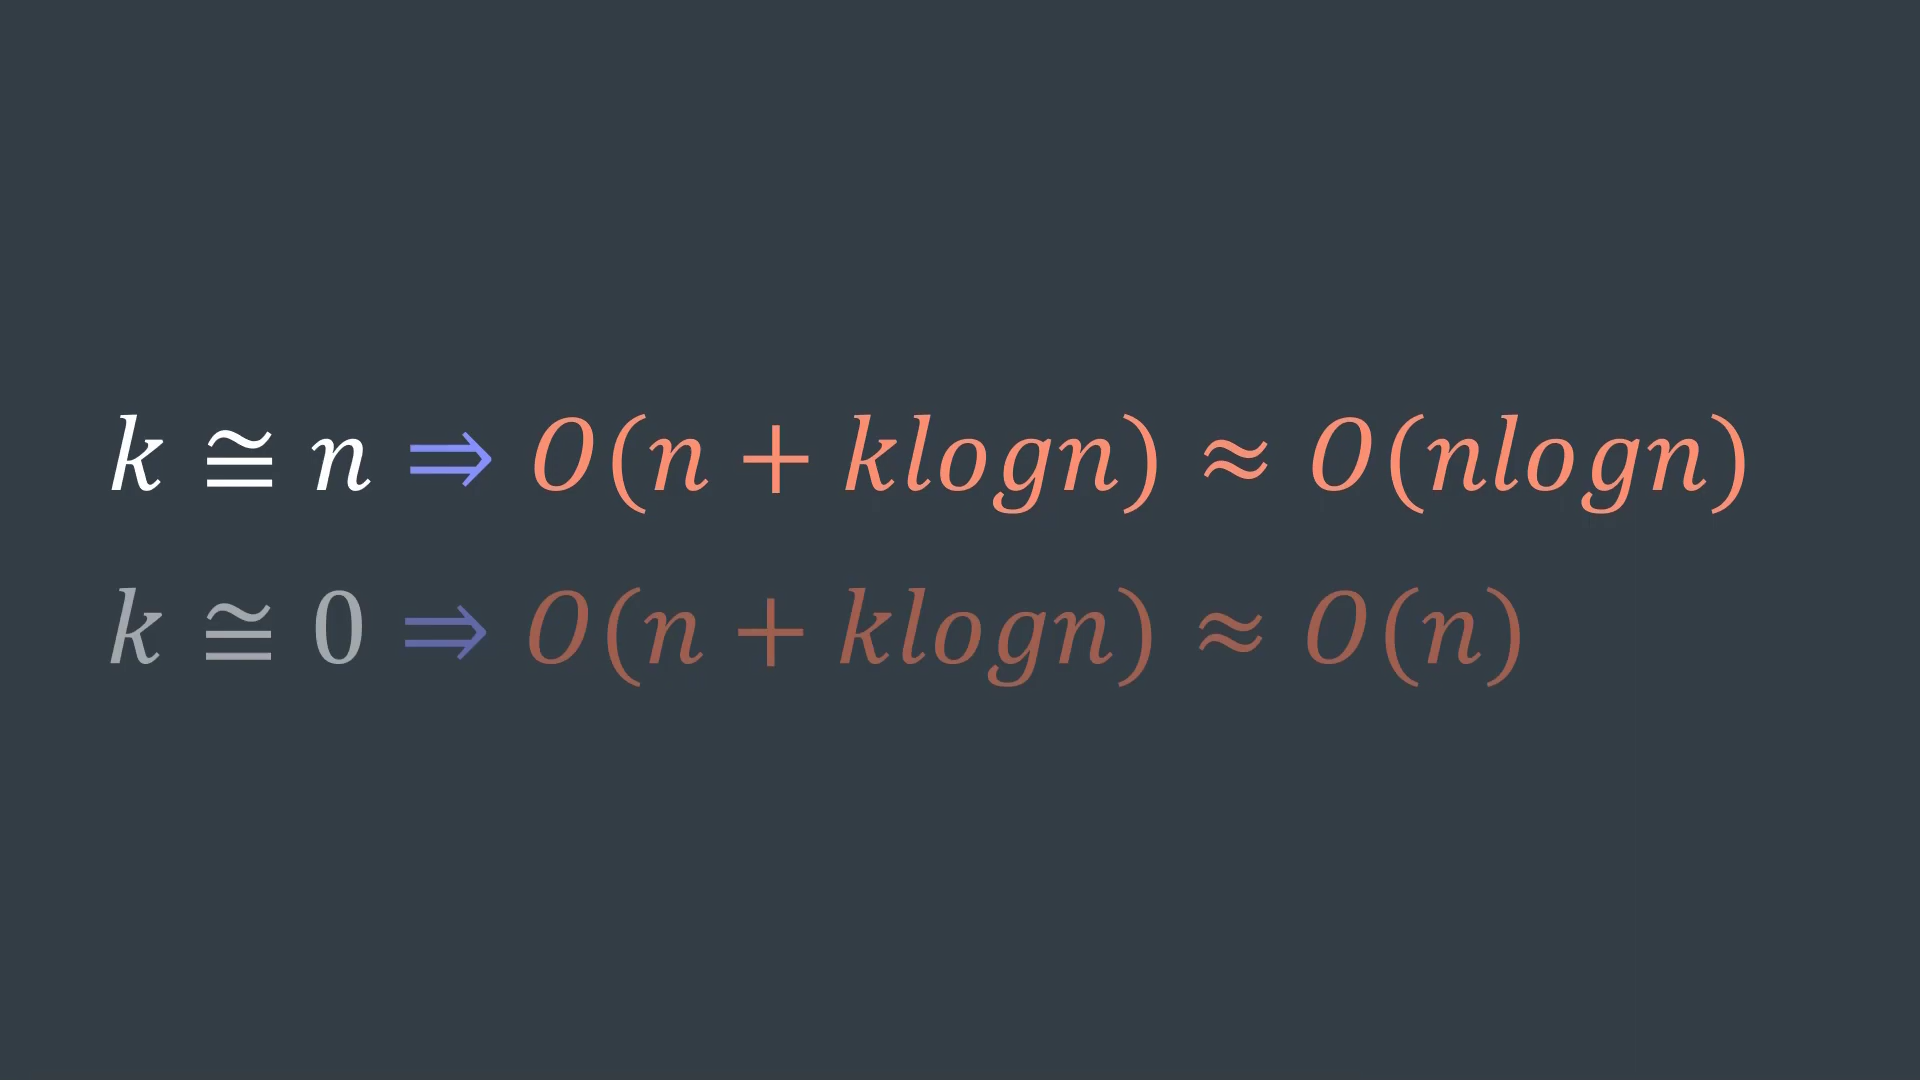 k ≅ n ⇒ O(n + klogn) ≈ O(nlogn)
k ≅ 0 ⇒ O(n + klogn) ≈ O(n)